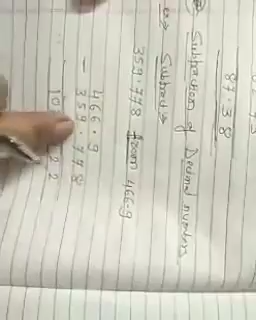 87.38
Subtraction of Decimal numbers
Subtract →
359.778 from 466.9
466.9
- 359.778